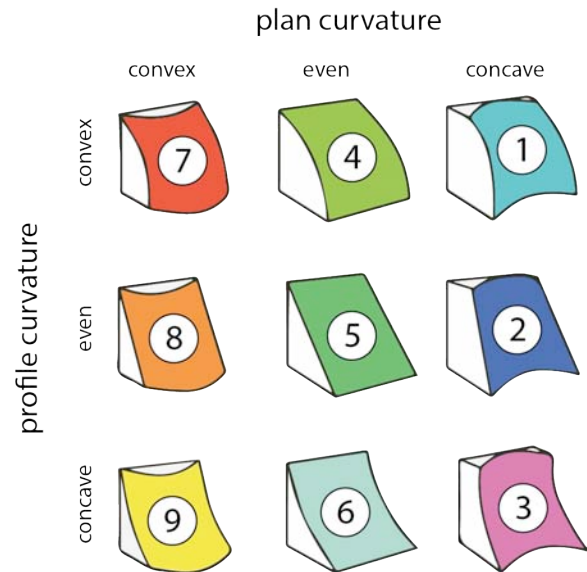 plan curvature
convex
even
concave
profile curvature
convex
7
4
1
even
8
5
2
concave
9
6
3